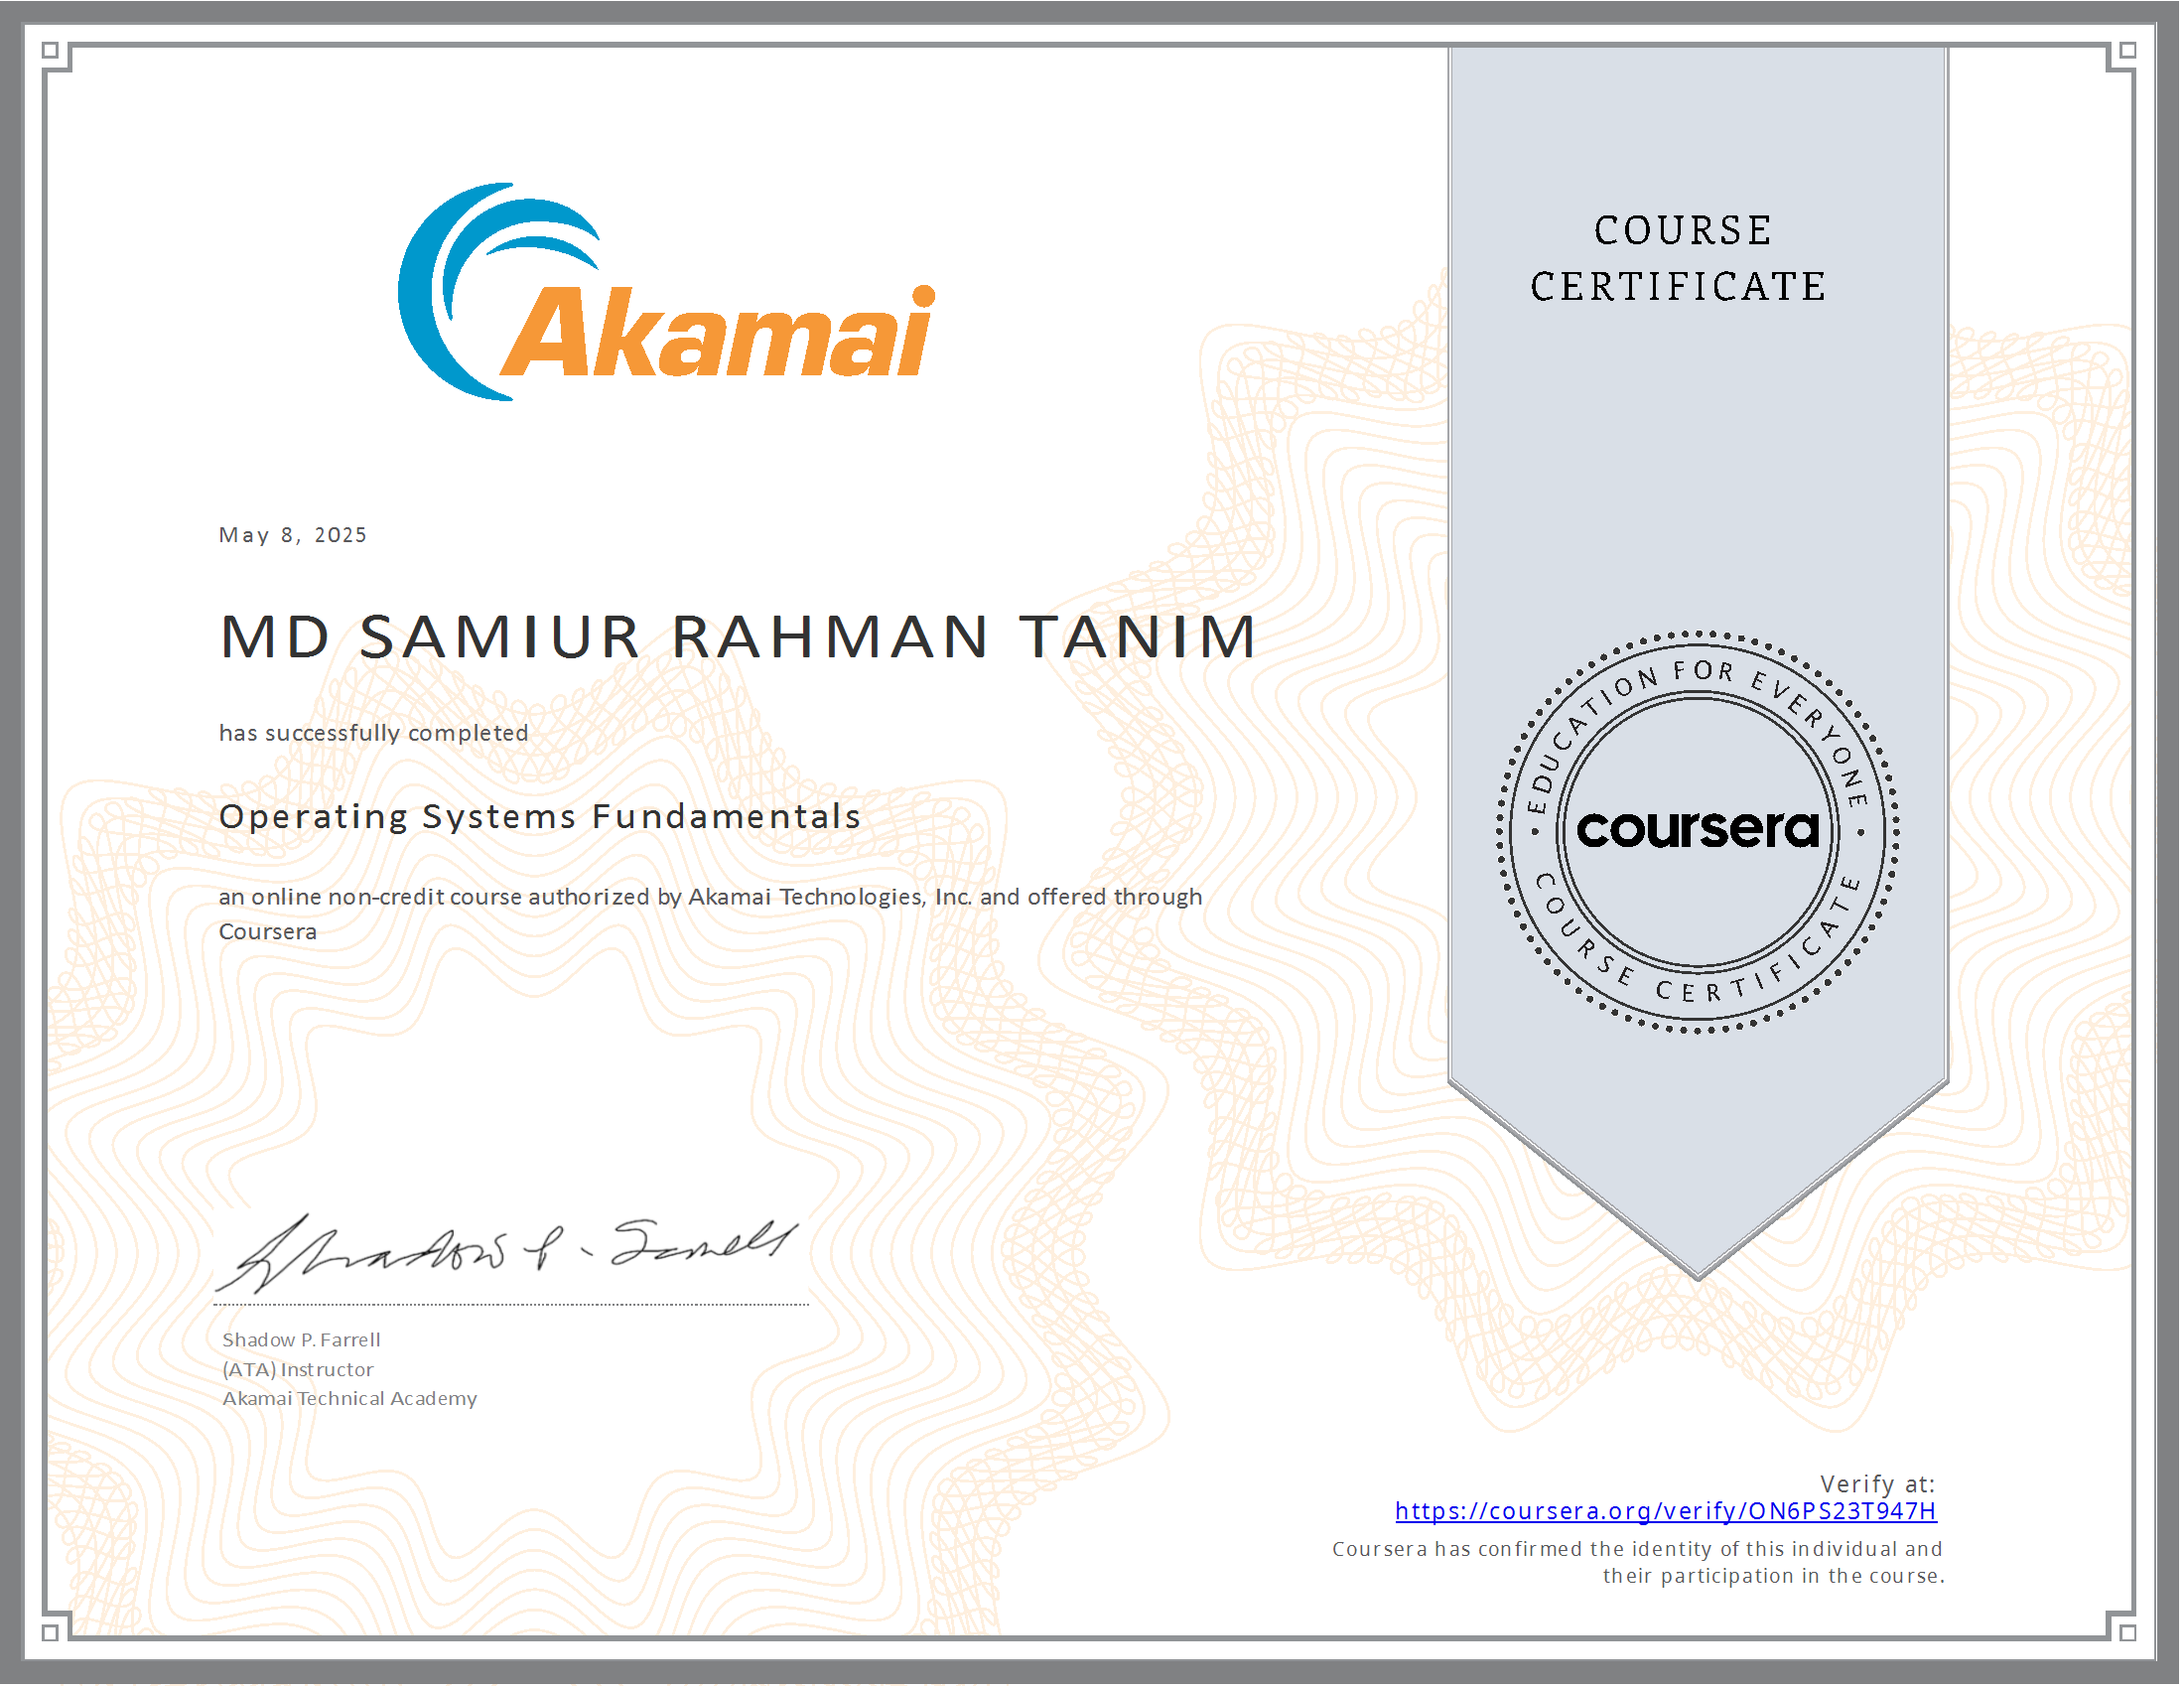 Akamai
COURSE
CERTIFICATE
May 8, 2025
MD SAMIUR RAHMAN TANIM
has successfully completed
Operating Systems Fundamentals
an online non-credit course authorized by Akamai Technologies, Inc. and offered through
Coursera
EDUCATION FOR EVERYONE
coursera
COURSE CERTIFICATE
Shadow P. Farrell
(ATA) Instructor
Akamai Technical Academy
Verify at:
https://coursera.org/verify/ON6PS23T947H
Coursera has confirmed the identity of this individual and
their participation in the course.